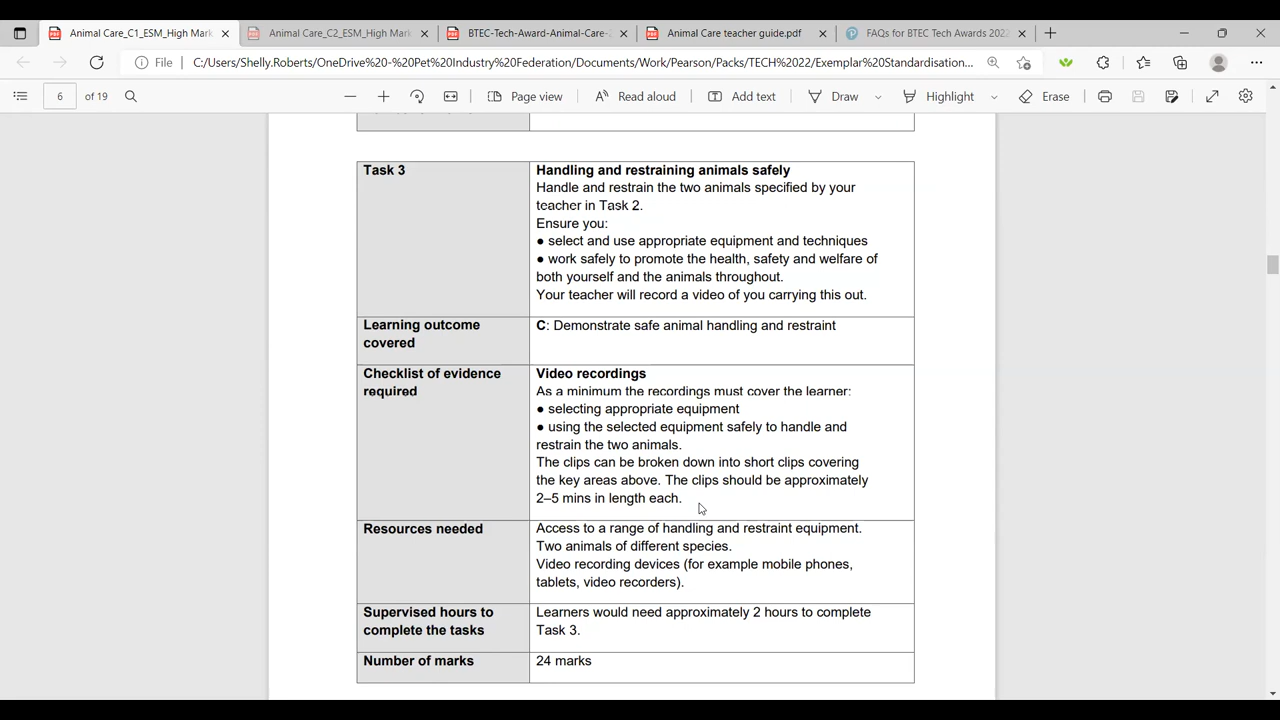 Animal Care_C1_ESM_High Mark
Animal Care_C2_ESM_High Mark
BTEC-Tech-Award-Animal-Care-
Animal Care teacher guide.pdf
FAQs for BTEC Tech Awards 2022
File
C:/Users/Shelly.Roberts/OneDrive%20-%20Pet%20Industry%20Federation/Documents/Work/Pearson/Packs/TECH%2022/Exemplar%20Standardisation...
6 of 19
Page view
Read aloud
Add text
Draw
Highlight
Erase
Task 3
Handling and restraining animals safely
Handle and restrain the two animals specified by your
teacher in Task 2.
Ensure you:
● select and use appropriate equipment and techniques
● work safely to promote the health, safety and welfare of
both yourself and the animals throughout.
Your teacher will record a video of you carrying this out.
Learning outcome
covered
C: Demonstrate safe animal handling and restraint
Checklist of evidence
required
Video recordings
As a minimum the recordings must cover the learner:
● selecting appropriate equipment
● using the selected equipment safely to handle and
restrain the two animals.
The clips can be broken down into short clips covering
the key areas above. The clips should be approximately
2–5 mins in length each.
Resources needed
Access to a range of handling and restraint equipment.
Two animals of different species.
Video recording devices (for example mobile phones,
tablets, video recorders).
Supervised hours to
complete the tasks
Learners would need approximately 2 hours to complete
Task 3.
Number of marks
24 marks